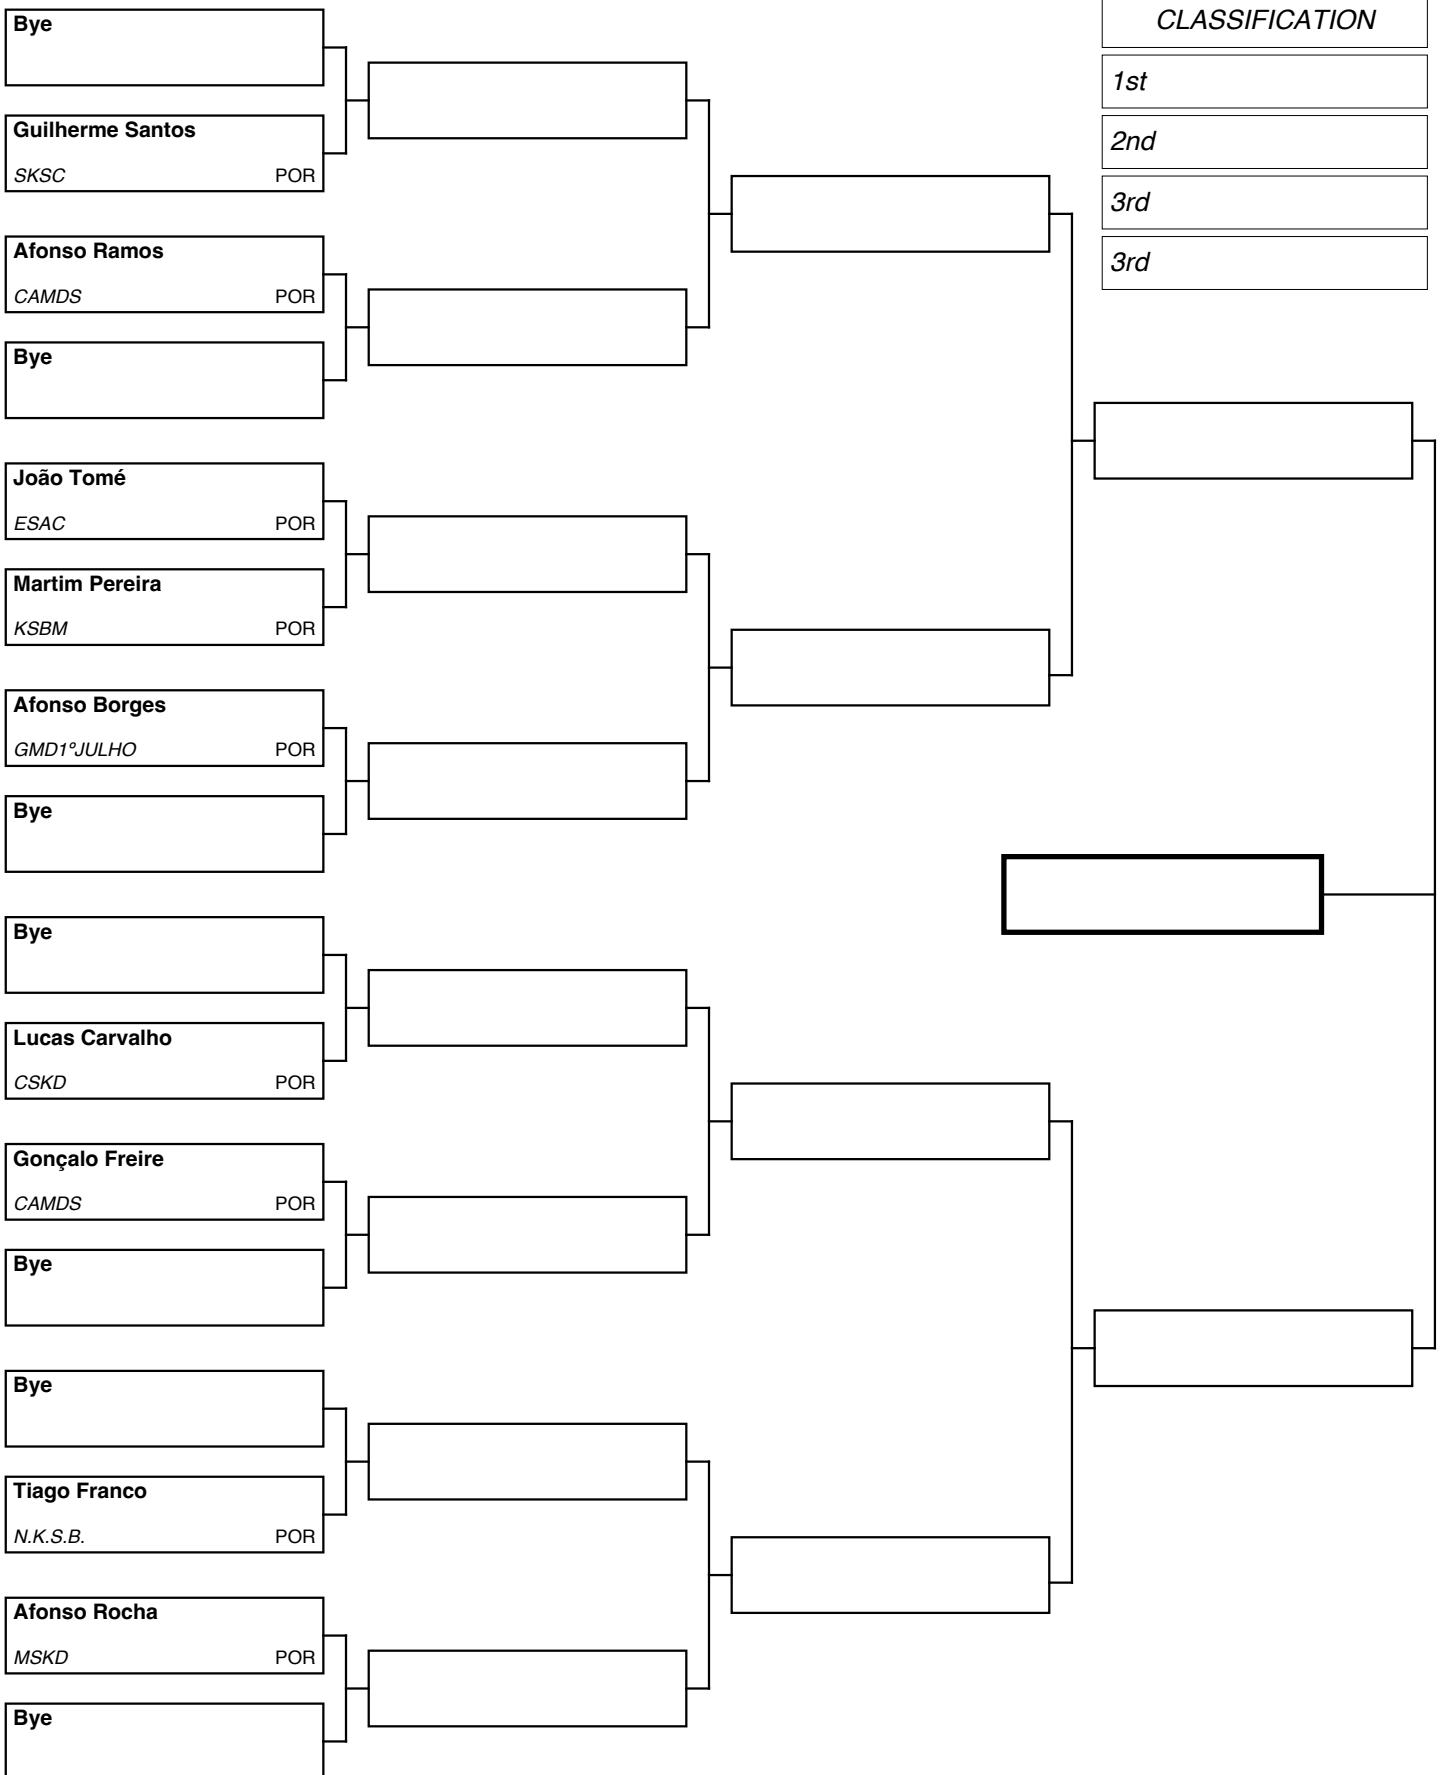 Bye
Guilherme Santos
SKSC POR
Afonso Ramos
CAMDS POR
Bye
João Tomé
ESAC POR
Martim Pereira
KSBM POR
Afonso Borges
GMD1ºJULHO POR
Bye
Bye
Lucas Carvalho
CSKD POR
Gonçalo Freire
CAMDS POR
Bye
Bye
Tiago Franco
N.K.S.B. POR
Afonso Rocha
MSKD POR
Bye
CLASSIFICATION
1st
2nd
3rd
3rd